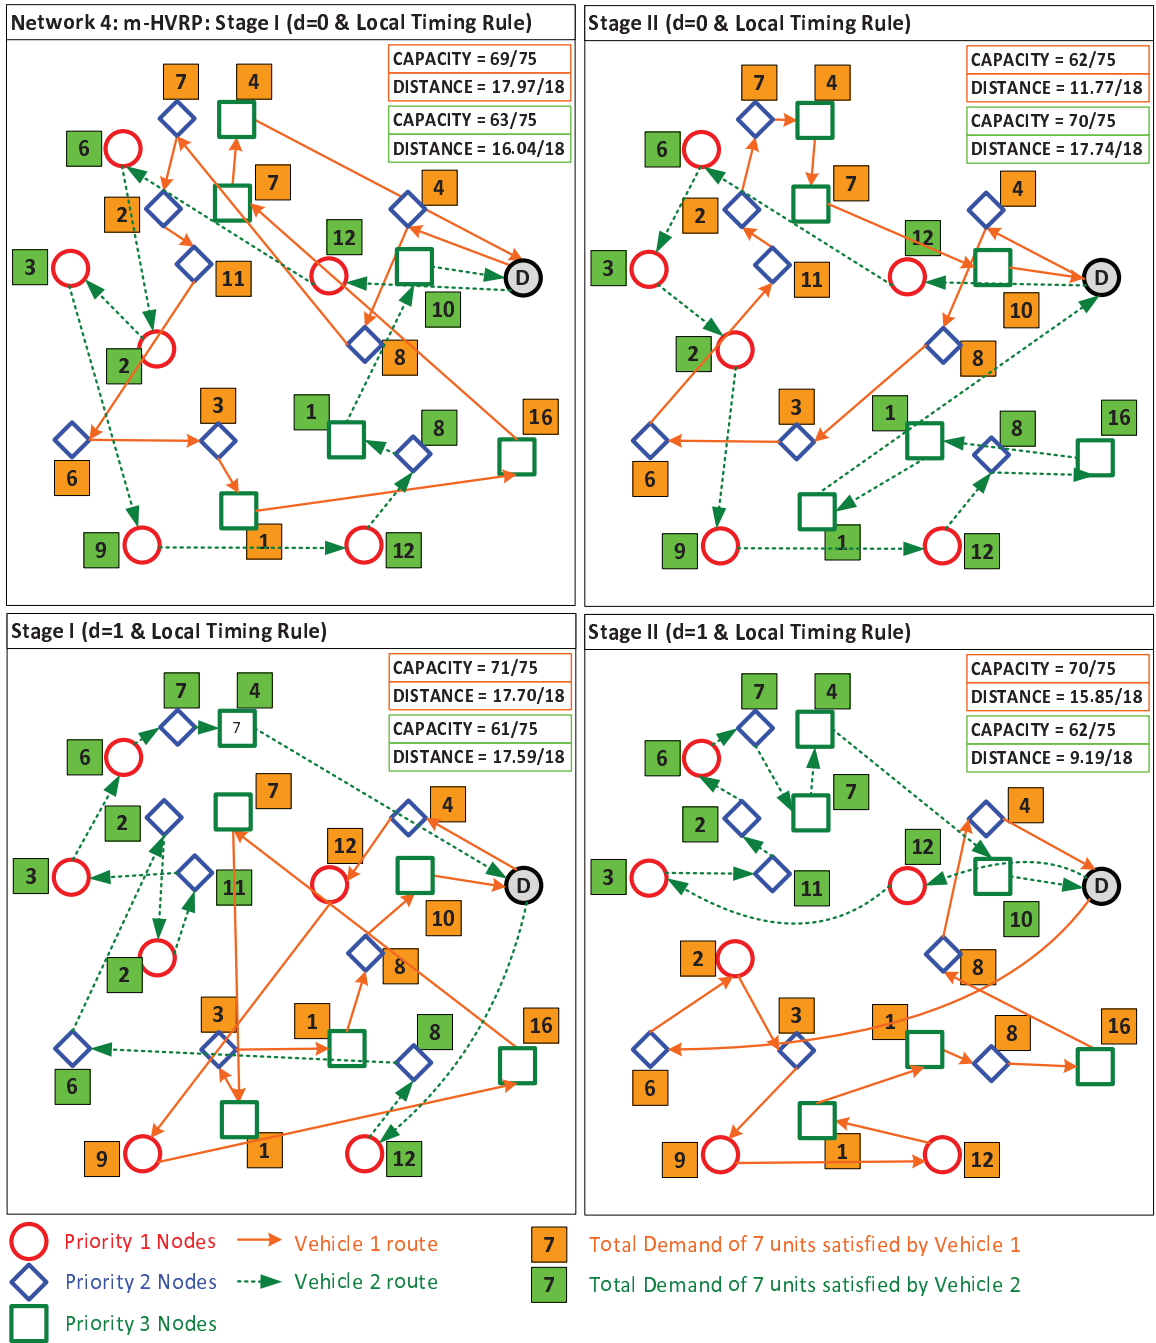 Network 4: m-HVRP: Stage I (d=0 & Local Timing Rule)
CAPACITY = 69/75
DISTANCE = 17.97/18
CAPACITY = 63/75
DISTANCE = 16.04/18
7
4
6
7
4
2
12
3
11
10
2
8
3
1
8
16
6
9
1
12
D
Stage II (d=0 & Local Timing Rule)
CAPACITY = 62/75
DISTANCE = 11.77/18
CAPACITY = 70/75
DISTANCE = 17.74/18
7
4
6
7
4
2
12
3
11
10
2
8
3
1
8
16
6
9
1
12
D
Stage I (d=1 & Local Timing Rule)
CAPACITY = 71/75
DISTANCE = 17.70/18
CAPACITY = 61/75
DISTANCE = 17.59/18
7
4
7
6
7
4
2
12
3
11
10
2
8
3
1
8
16
6
9
1
12
D
Stage II (d=1 & Local Timing Rule)
CAPACITY = 70/75
DISTANCE = 15.85/18
CAPACITY = 62/75
DISTANCE = 9.19/18
7
4
6
7
4
2
12
3
11
10
2
8
3
1
8
16
6
9
1
12
D
Priority 1 Nodes
Vehicle 1 route
7
Total Demand of 7 units satisfied by Vehicle 1
Priority 2 Nodes
Vehicle 2 route
7
Total Demand of 7 units satisfied by Vehicle 2
Priority 3 Nodes